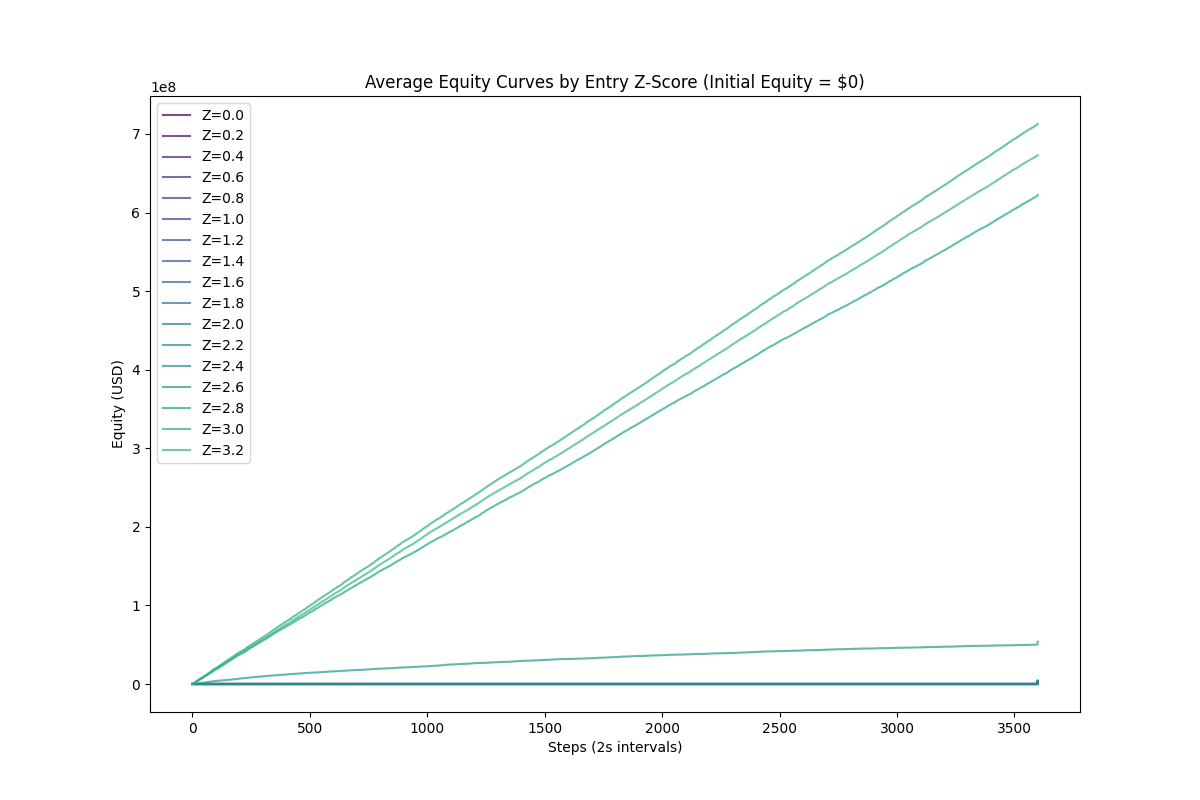 Average Equity Curves by Entry Z-Score (Initial Equity = $0)
1e8
7
6
5
4
3
2
1
0
Equity (USD)
Z=0.0
Z=0.2
Z=0.4
Z=0.6
Z=0.8
Z=1.0
Z=1.2
Z=1.4
Z=1.6
Z=1.8
Z=2.0
Z=2.2
Z=2.4
Z=2.6
Z=2.8
Z=3.0
Z=3.2
0 500 1000 1500 2000 2500 3000 3500
Steps (2s intervals)